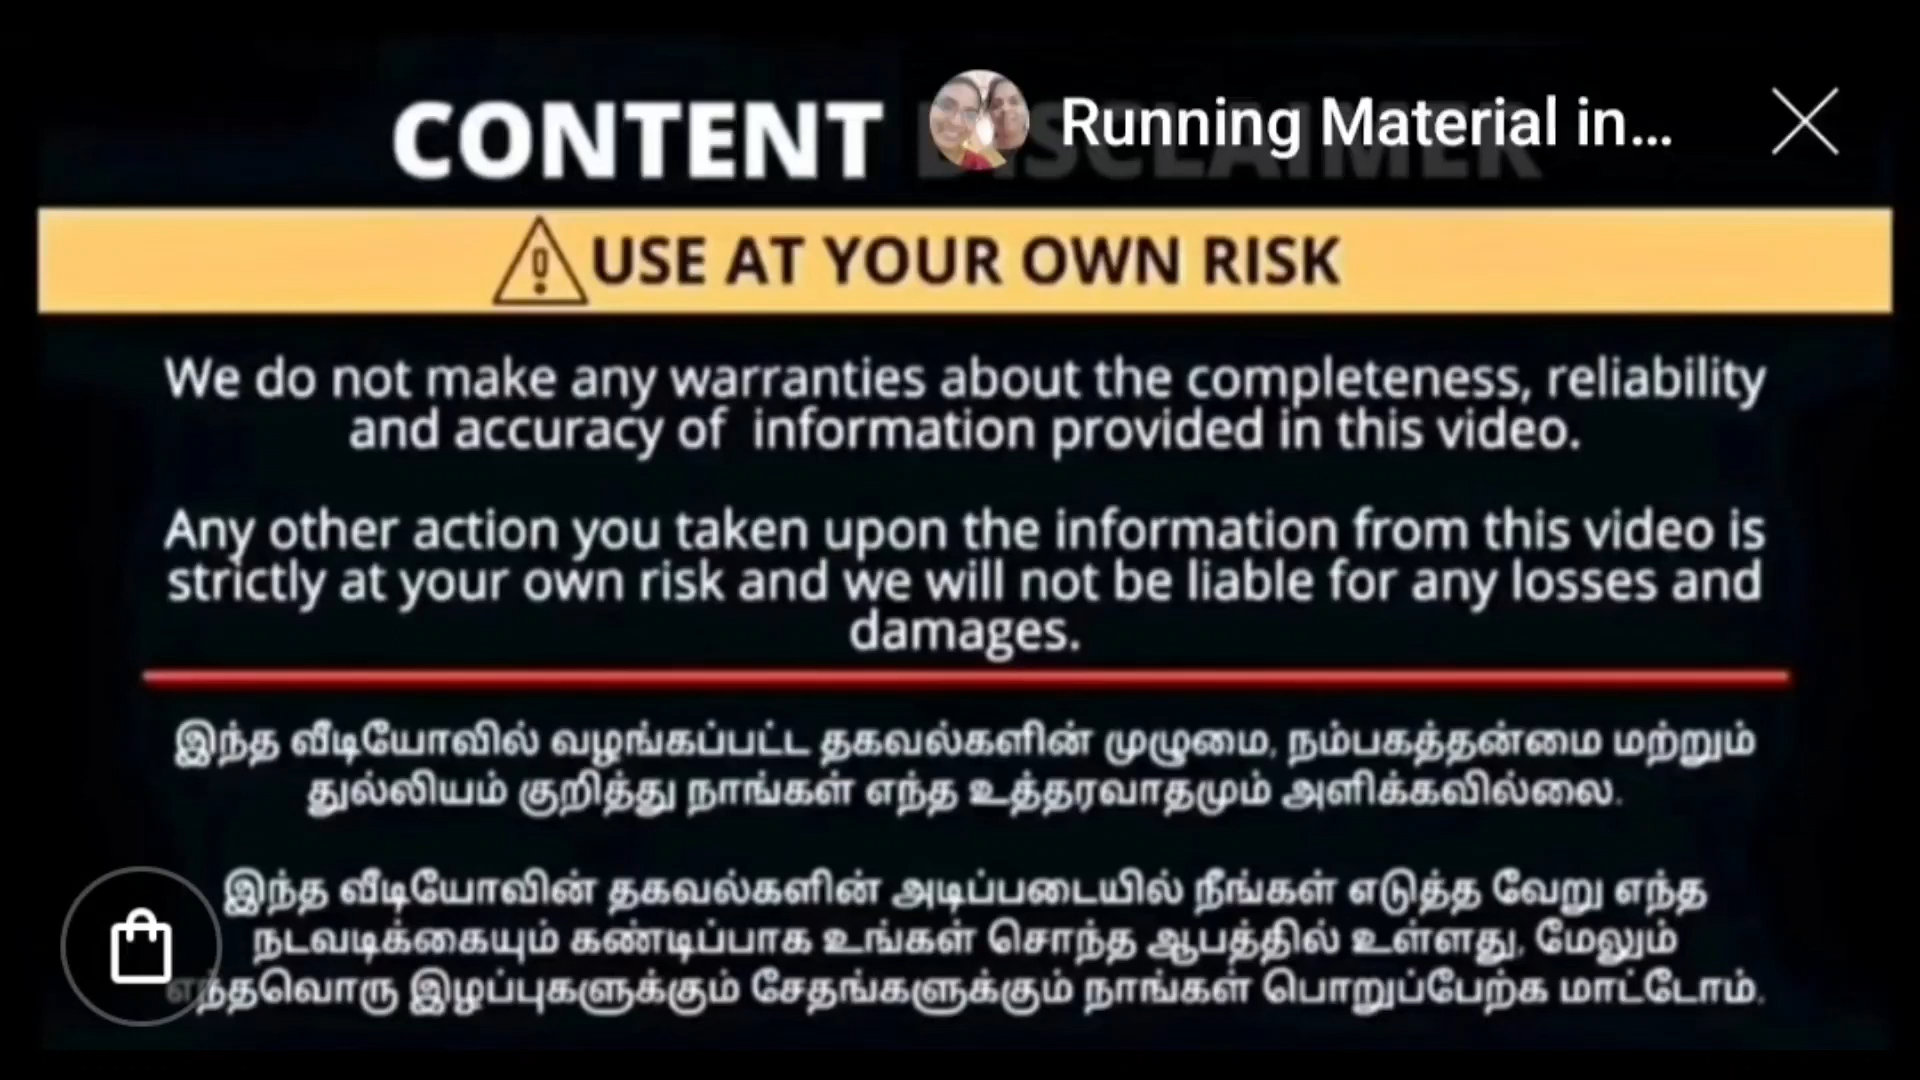 CONTENT DISCLAIMER
Running Material in...
USE AT YOUR OWN RISK
We do not make any warranties about the completeness, reliability
and accuracy of information provided in this video.
Any other action you taken upon the information from this video is
strictly at your own risk and we will not be liable for any losses and
damages.
இந்த வீடியோவில் வழங்கப்பட்ட தகவல்களின் முழுமை, நம்பகத்தன்மை மற்றும்
துல்லியம் குறித்து நாங்கள் எந்த உத்தரவாதமும் அளிக்கவில்லை.
இந்த வீடியோவின் தகவல்களின் அடிப்படையில் நீங்கள் எடுத்த வேறு எந்த
நடவடிக்கையும் கண்டிப்பாக உங்கள் சொந்த ஆபத்தில் உள்ளது, மேலும்
எந்தவொரு இழப்புகளுக்கும் சேதங்களுக்கும் நாங்கள் பொறுப்பேற்க மாட்டோம்.